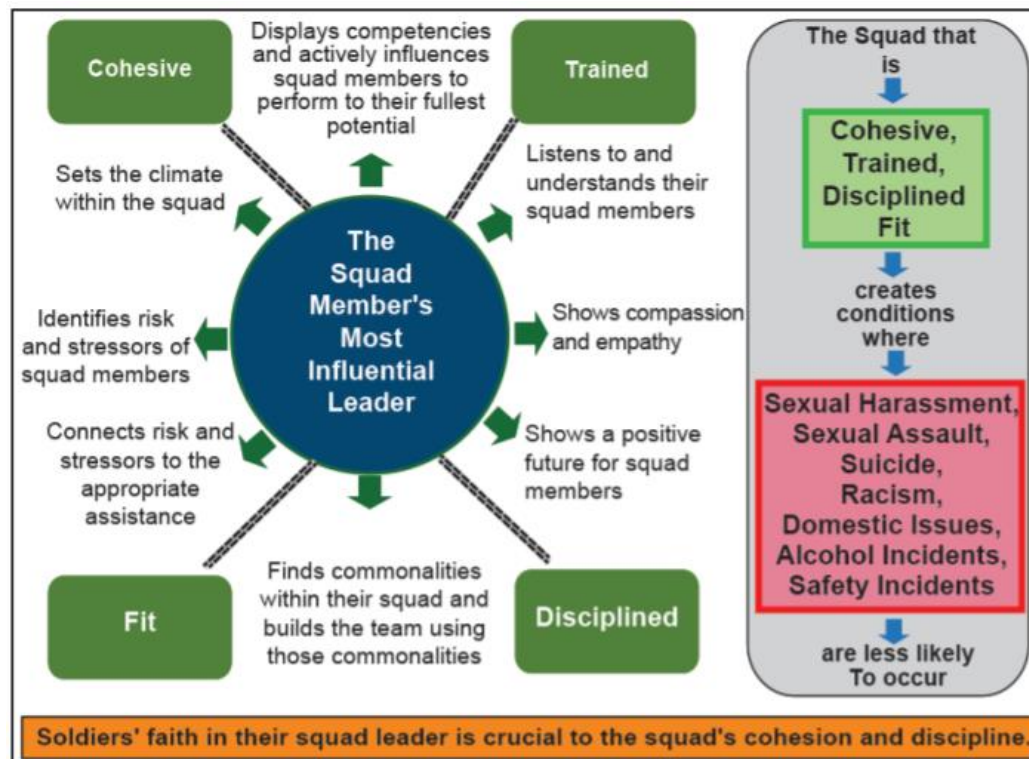 Cohesive
Displays competencies
and actively influences
squad members to
perform to their fullest
potential
Trained
Sets the climate
within the squad
Listens to and
understands their
squad members
The
Squad
Member's
Most
Influential
Leader
Identifies risk
and stressors of
squad members
Shows compassion
and empathy
Connects risk and
stressors to the
appropriate
assistance
Shows a positive
future for squad
members
Fit
Finds commonalities
within their squad and
builds the team using
those commonalities
Disciplined
The Squad that
is
Cohesive,
Trained,
Disciplined
Fit
creates
conditions
where
Sexual Harassment,
Sexual Assault,
Suicide,
Racism,
Domestic Issues,
Alcohol Incidents,
Safety Incidents
are less likely
To occur
Soldiers' faith in their squad leader is crucial to the squad's cohesion and discipline.